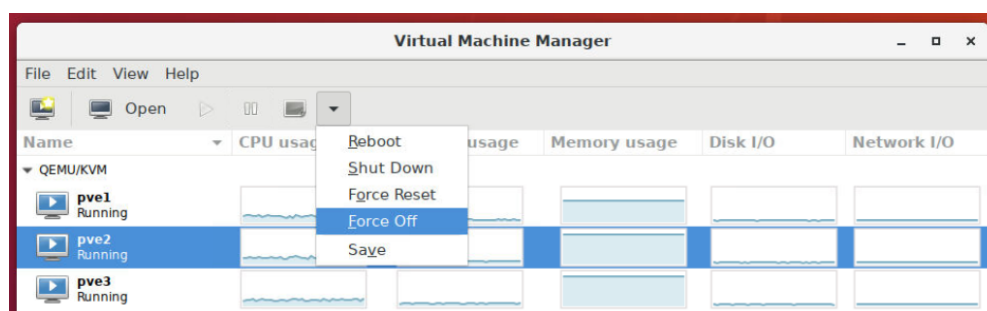 Virtual Machine Manager
File Edit View Help
Open
Name CPU usag usage Memory usage Disk I/O Network I/O
Reboot
Shut Down
Force Reset
Force Off
Save
QEMU/KVM
pve1
Running
pve2
Running
pve3
Running